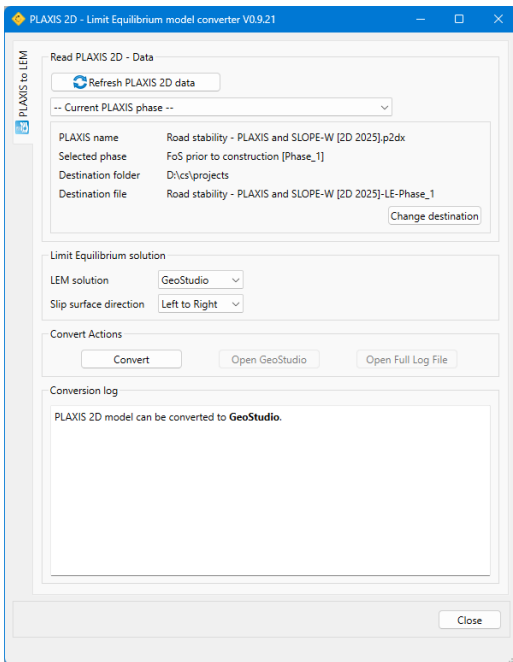 PLAXIS 2D - Limit Equilibrium model converter V0.9.21
PLAXIS to LEM
Read PLAXIS 2D - Data
Refresh PLAXIS 2D data
-- Current PLAXIS phase --
PLAXIS name Road stability - PLAXIS and SLOPE-W [2D 2025].p2dx
Selected phase FoS prior to construction [Phase_1]
Destination folder D:\cs\projects
Destination file Road stability - PLAXIS and SLOPE-W [2D 2025]-LE-Phase_1
Change destination
Limit Equilibrium solution
LEM solution GeoStudio
Slip surface direction Left to Right
Convert Actions
Convert Open GeoStudio Open Full Log File
Conversion log
PLAXIS 2D model can be converted to GeoStudio.
Close